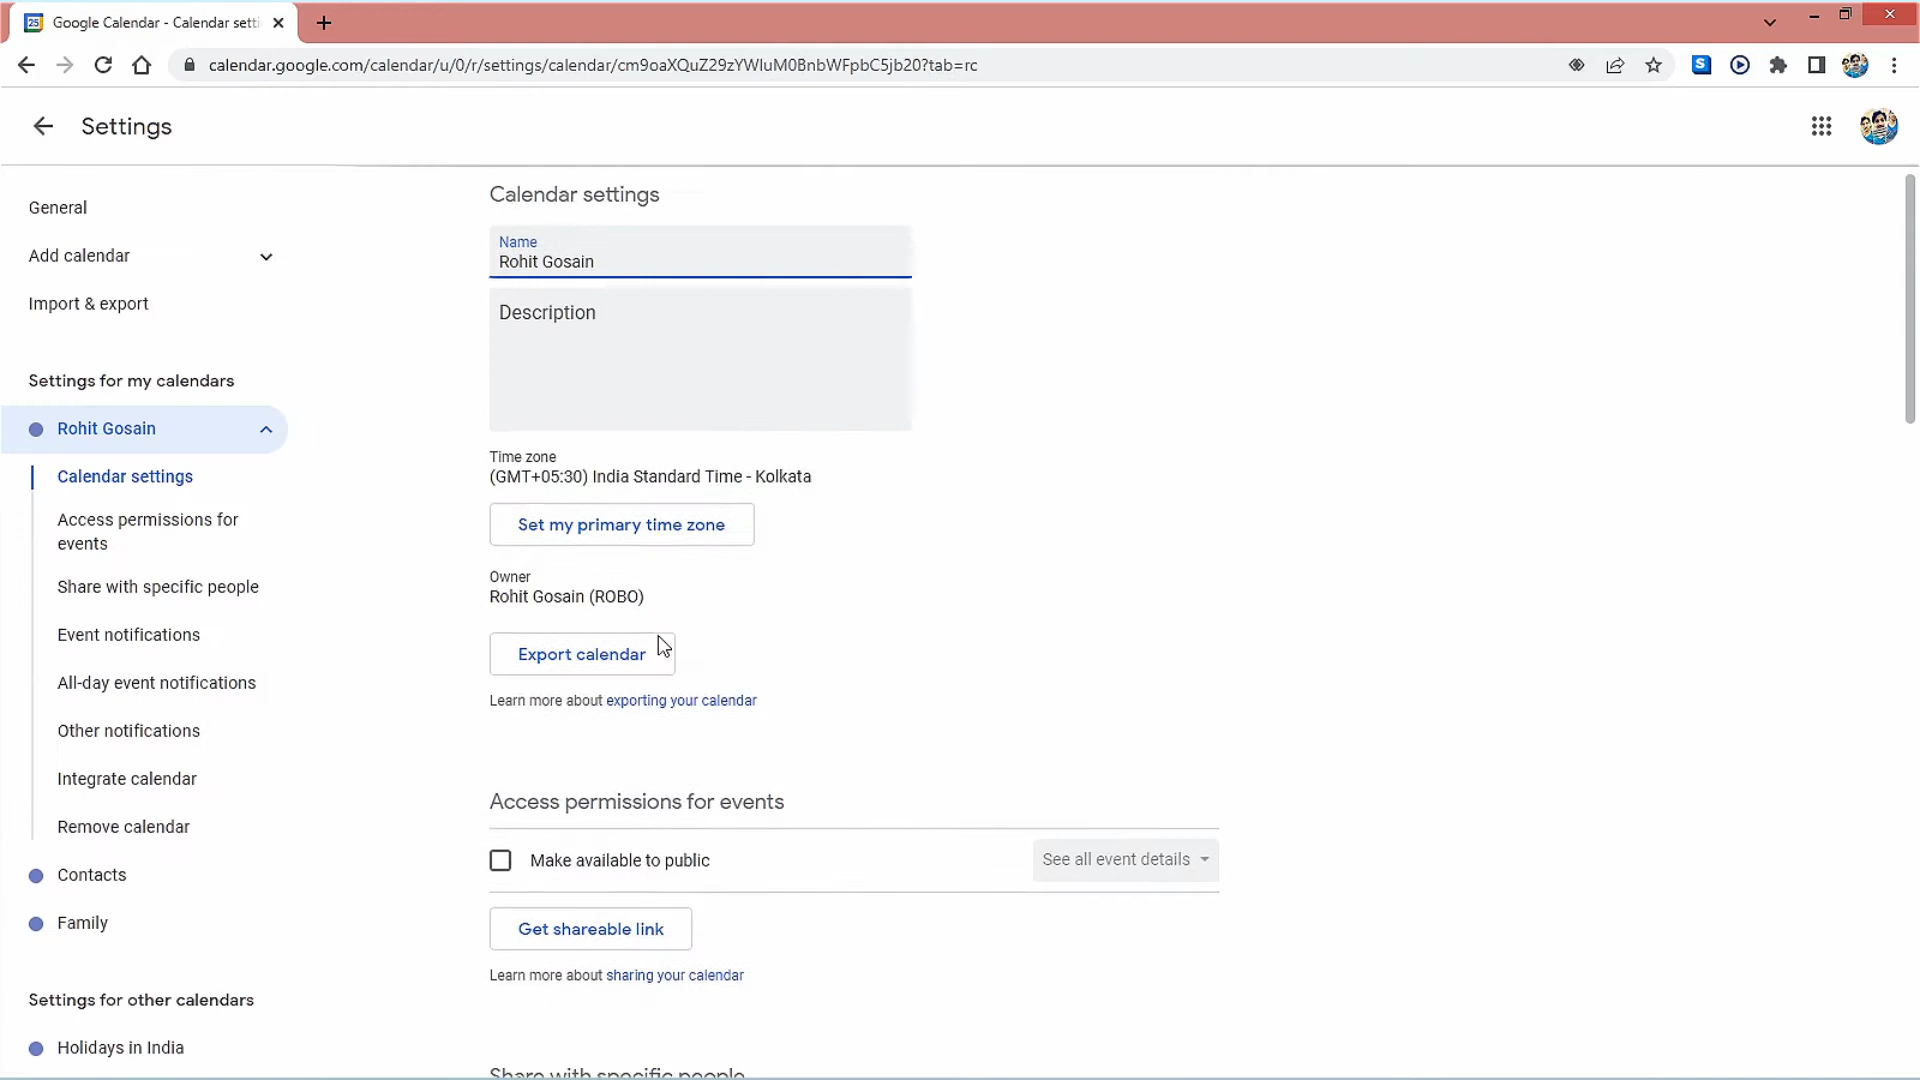 25 Google Calendar - Calendar setti
calendar.google.com/calendar/u/0/r/settings/calendar/cm9oaXQuZ29zYWluM0BnbWFpbC5jb20?tab=rc
S
Settings
General
Add calendar
Import & export
Settings for my calendars
Rohit Gosain
Calendar settings
Access permissions for
events
Share with specific people
Event notifications
All-day event notifications
Other notifications
Integrate calendar
Remove calendar
Contacts
Family
Settings for other calendars
Holidays in India
Calendar settings
Name
Rohit Gosain
Description
Time zone
(GMT+05:30) India Standard Time - Kolkata
Set my primary time zone
Owner
Rohit Gosain (ROBO)
Export calendar
Learn more about exporting your calendar
Access permissions for events
Make available to public
See all event details
Get shareable link
Learn more about sharing your calendar
Share with specific people